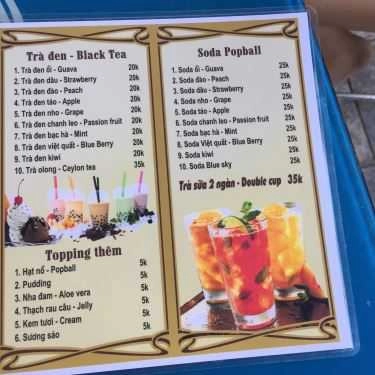 Trà đen - Black Tea
1. Trà đen ổi - Guava 20k
2. Trà đen dâu - Strawberry 20k
3. Trà đen đào - Peach 20k
4. Trà đen táo - Apple 20k
5. Trà đen nho - Grape 20k
6. Trà đen chanh leo - Passion fruit 20k
7. Trà đen bạc hà - Mint 20k
8. Trà đen việt quất - Blue Berry 20k
9. Trà đen kiwi 20k
10. Trà olong - Ceylon tea 35k
Topping thêm
1. Hạt nổ - Popball 5k
2. Pudding 5k
3. Nha đam - Aloe vera 5k
4. Thạch rau câu - Jelly 5k
5. Kem tươi - Cream 5k
6. Sương sáo 5k
Soda Popball
1. Soda ổi - Guava 25k
2. Soda đào - Peach 25k
3. Soda dâu - Strawberry 25k
4. Soda nho - Grape 25k
5. Soda táo - Apple 25k
6. Soda chanh leo - Passion fruit 25k
7. Soda bạc hà - Mint 25k
8. Soda Việt quất - Blue Berry 25k
9. Soda kiwi 25k
10. Soda Blue sky 25k
Trà sữa 2 ngàn - Double cup 35k